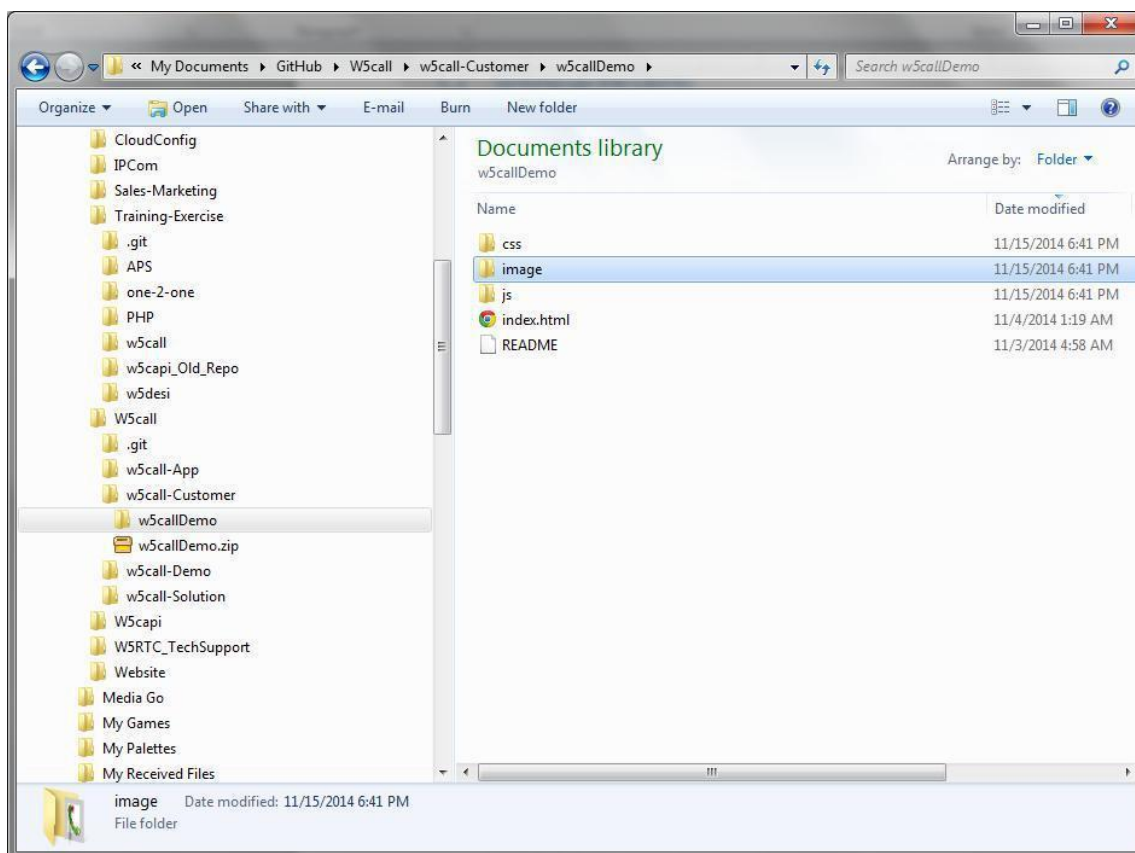 « My Documents ▸ GitHub ▸ W5call ▸ w5call-Customer ▸ w5callDemo ▸
Search w5callDemo
Organize ▼ Open Share with ▼ E-mail Burn New folder
CloudConfig
IPCom
Sales-Marketing
Training-Exercise
.git
APS
one-2-one
PHP
w5call
w5capi_Old_Repo
w5desi
W5call
.git
w5call-App
w5call-Customer
w5callDemo
w5callDemo.zip
w5call-Demo
w5call-Solution
W5capi
W5RTC_TechSupport
Website
Media Go
My Games
My Palettes
My Received Files
Documents library
w5callDemo
Arrange by: Folder ▼
Name Date modified
css 11/15/2014 6:41 PM
image 11/15/2014 6:41 PM
js 11/15/2014 6:41 PM
index.html 11/4/2014 1:19 AM
README 11/3/2014 4:58 AM
image Date modified: 11/15/2014 6:41 PM
File folder